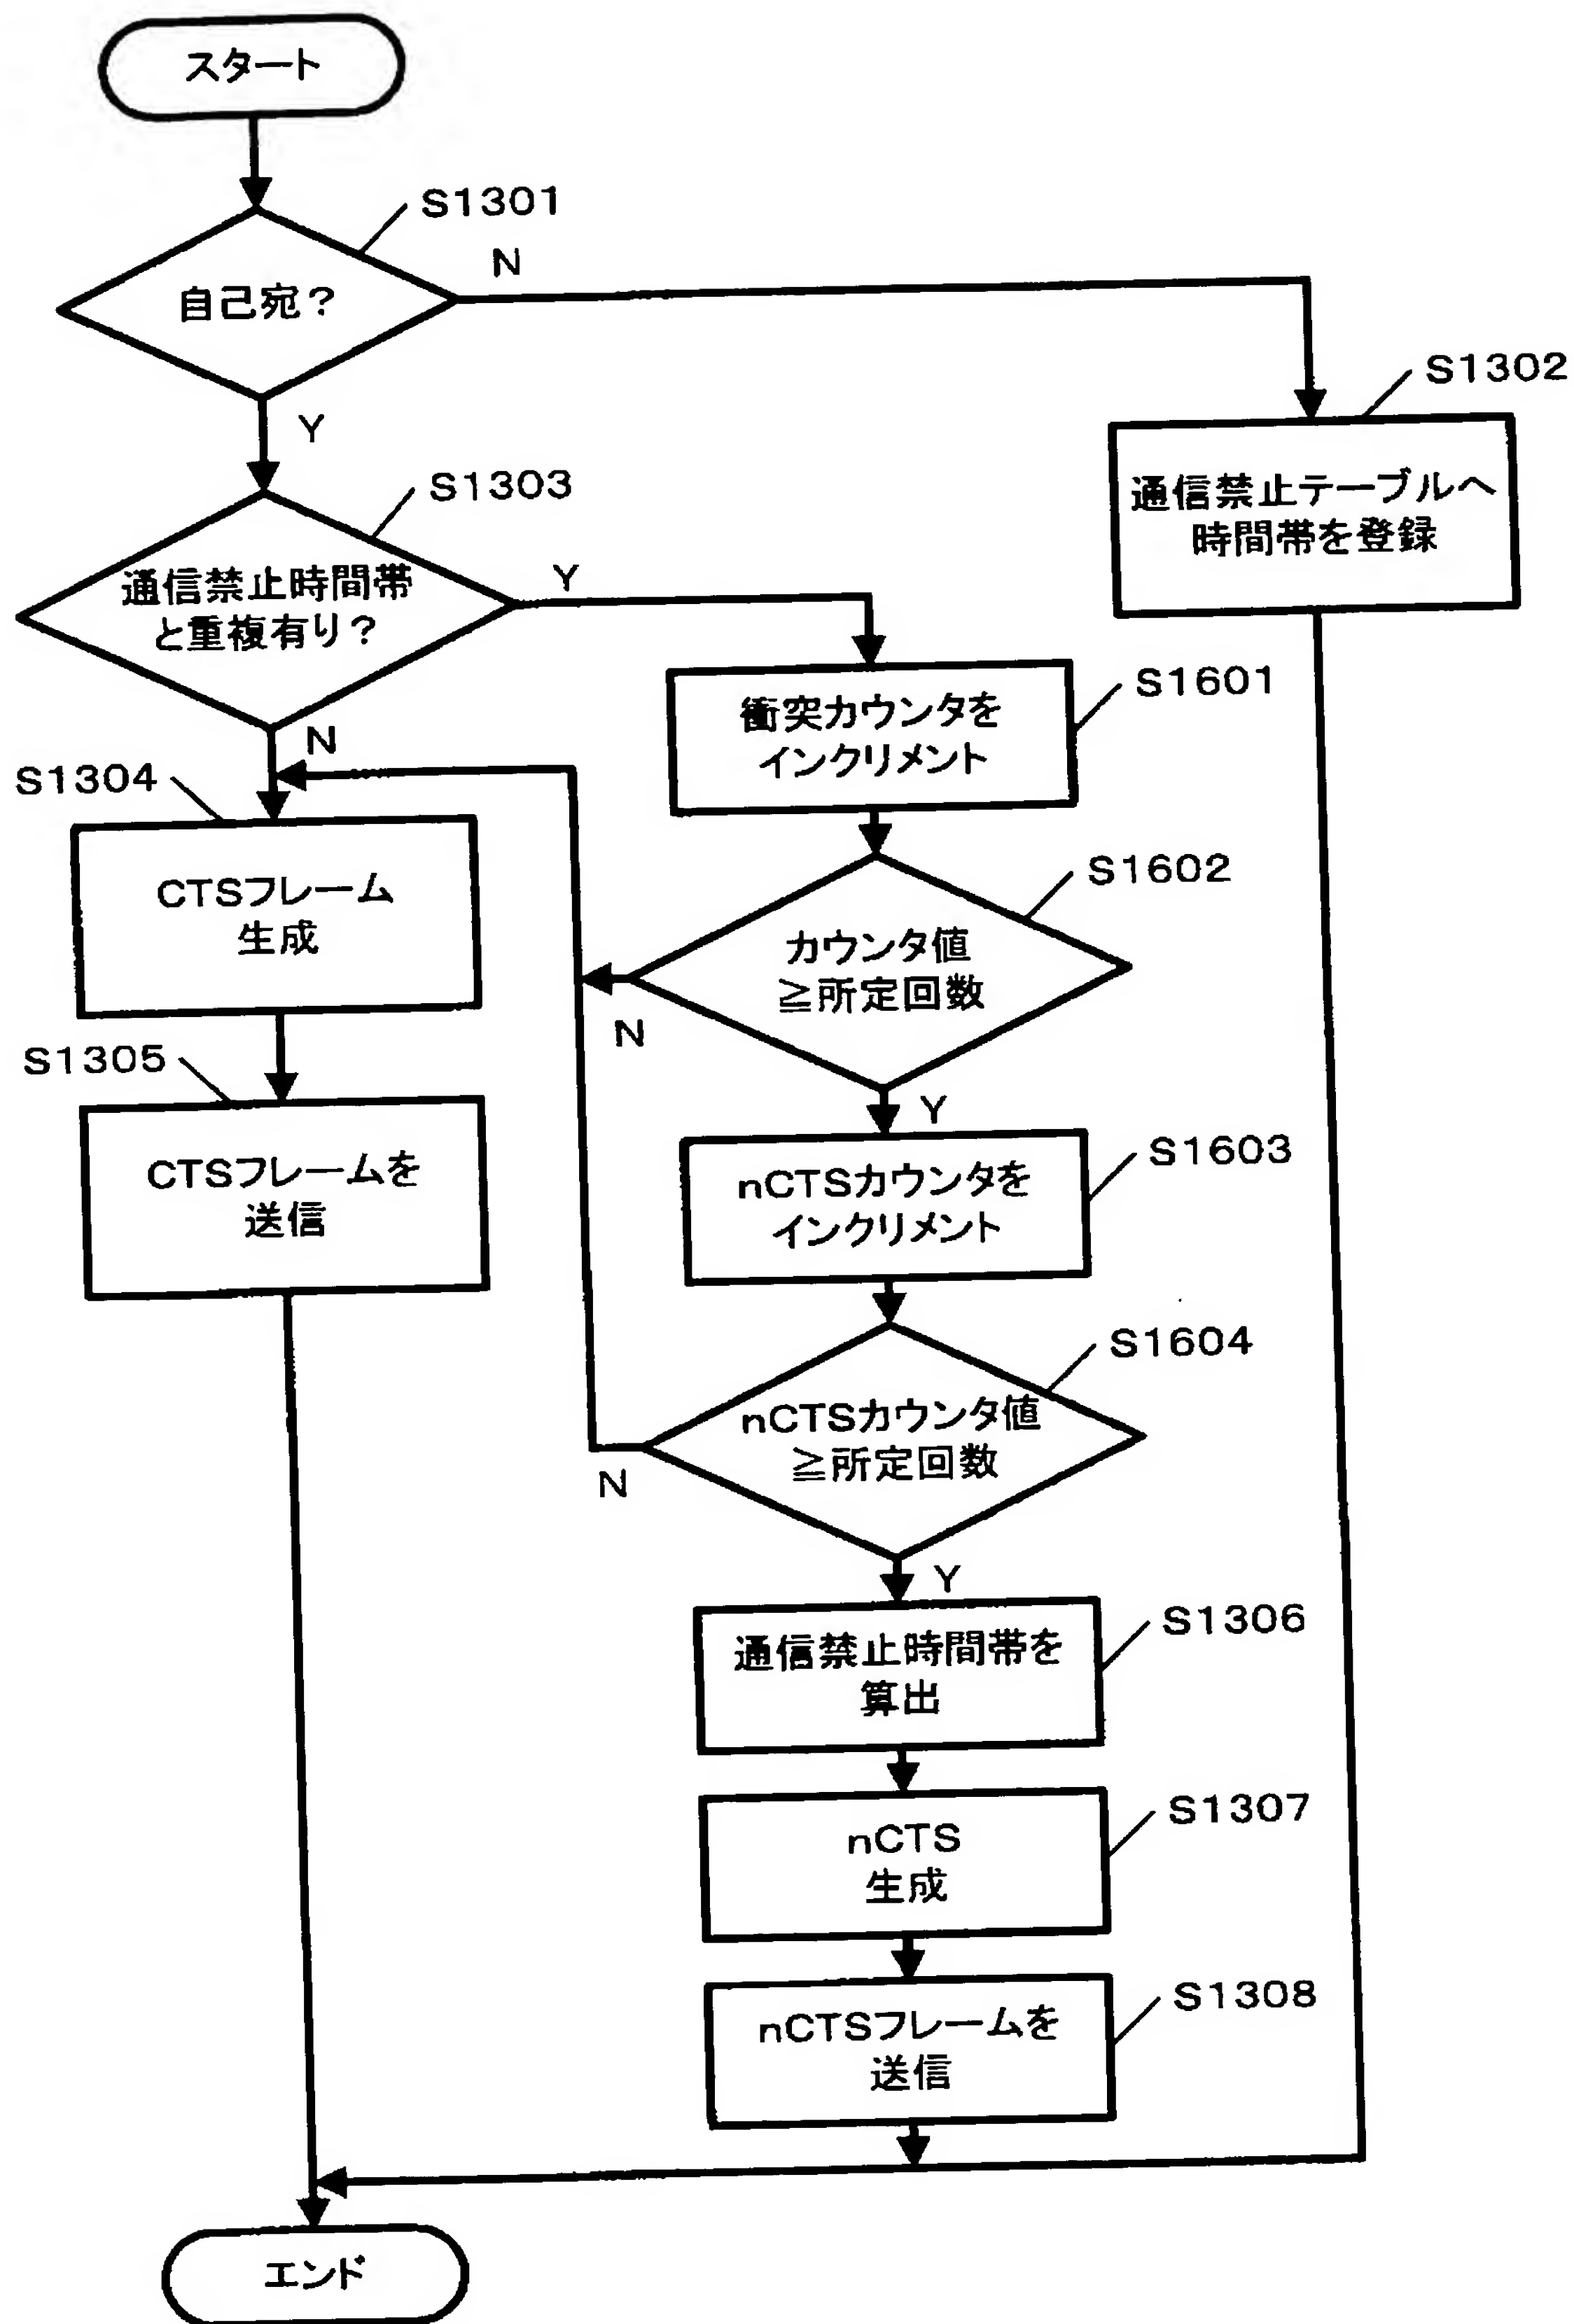 スタート
S1301
N
自己宛?
Y
S1302
通信禁止テーブルへ
時間帯を登録
S1303
Y
通信禁止時間帯
と重複有り?
N
S1601
衝突カウンタを
インクリメント
S1304
CTSフレーム
生成
S1602
カウンタ値
≧所定回数
N
Y
S1305
CTSフレームを
送信
S1603
nCTSカウンタを
インクリメント
S1604
nCTSカウンタ値
≧所定回数
N
Y
S1306
通信禁止時間帯を
算出
S1307
nCTS
生成
S1308
nCTSフレームを
送信
エンド